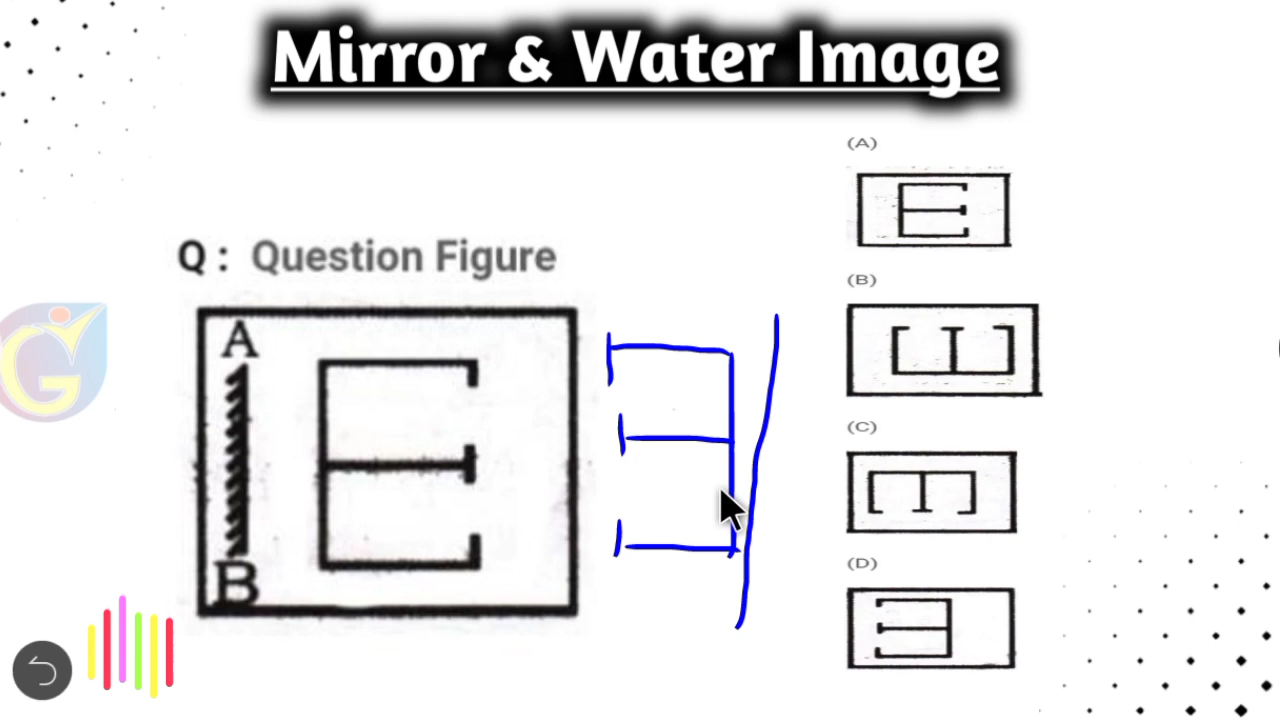 Mirror & Water Image
Q : Question Figure
A
E
B
(A)
E
(B)
(C)
(D)
G